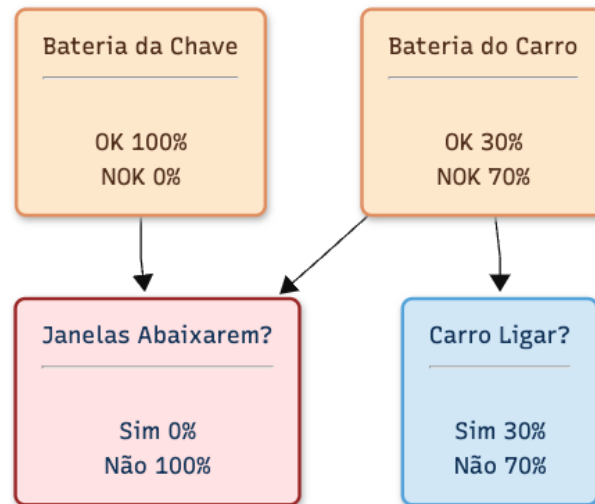 Bateria da Chave
OK 100%
NOK 0%
Bateria do Carro
OK 30%
NOK 70%
Janelas Abaixarem?
Sim 0%
Não 100%
Carro Ligar?
Sim 30%
Não 70%